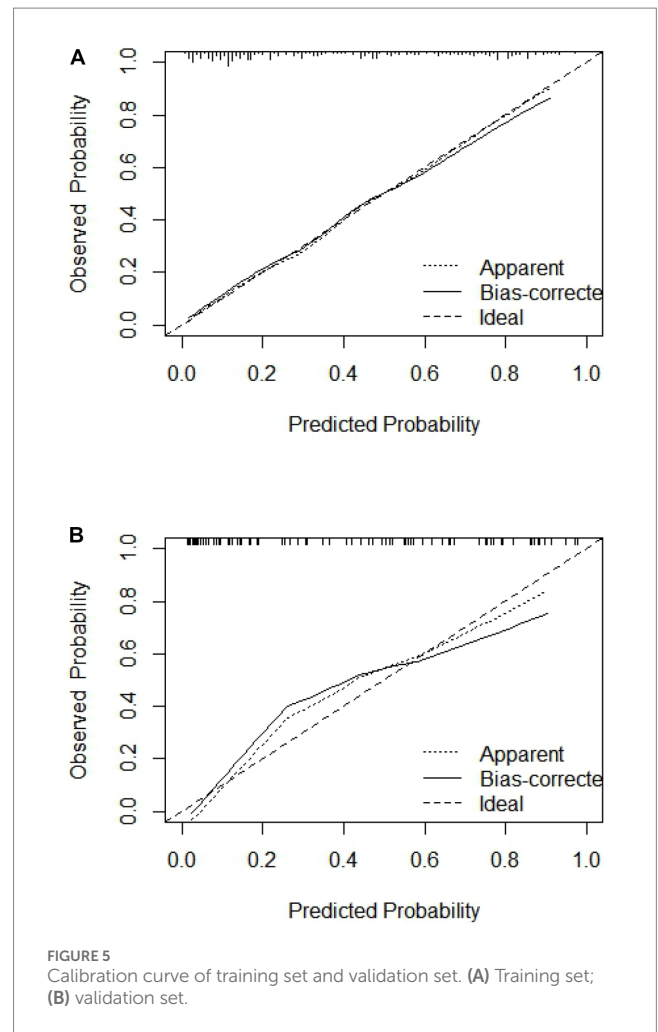 A
Observed Probability
1.0
0.8
0.6
0.4
0.2
0.0
Apparent
Bias-correcte
Ideal
0.0 0.2 0.4 0.6 0.8 1.0
Predicted Probability
B
Observed Probability
1.0
0.8
0.6
0.4
0.2
0.0
Apparent
Bias-correcte
Ideal
0.0 0.2 0.4 0.6 0.8 1.0
Predicted Probability
FIGURE 5
Calibration curve of training set and validation set. (A) Training set;
(B) validation set.